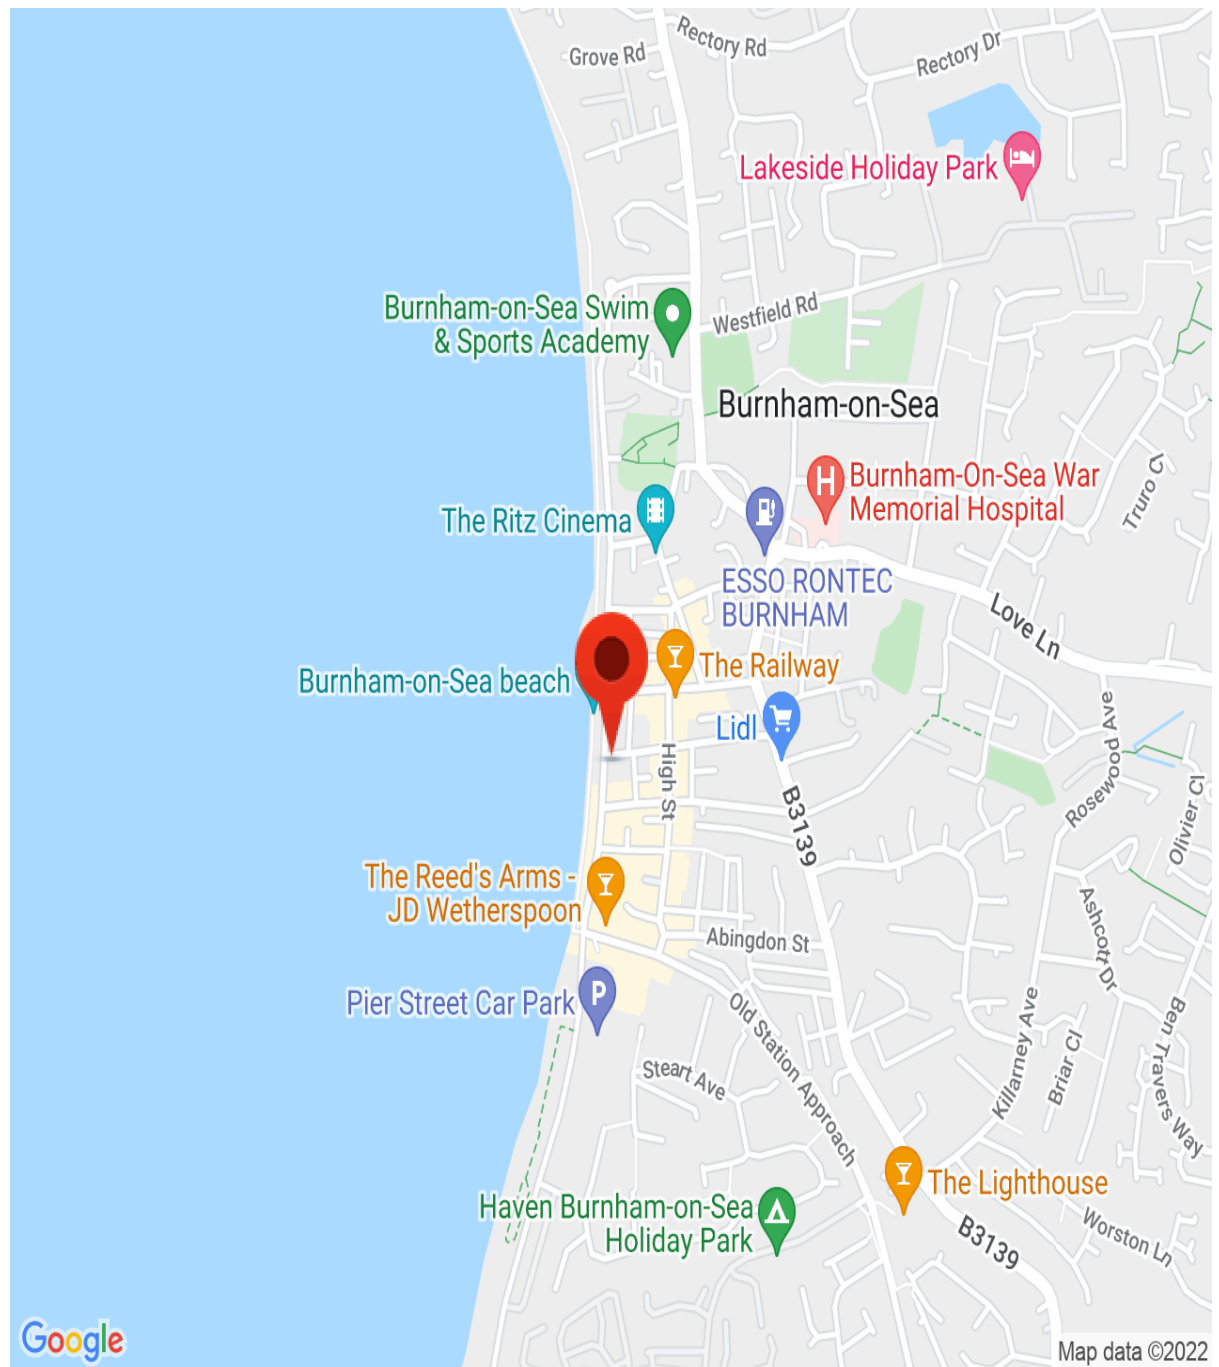 Rectory Rd
Grove Rd
Rectory Dr
Lakeside Holiday Park
Burnham-on-Sea Swim
& Sports Academy
Westfield Rd
Burnham-on-Sea
Burnham-On-Sea War
Memorial Hospital
H
Truro Cl
The Ritz Cinema
ESSO RONTEC
BURNHAM
Love Ln
The Railway
Burnham-on-Sea beach
Lidl
High St
Rosewood Ave
B3139
Olivier Cl
The Reed's Arms -
JD Wetherspoon
Abingdon St
Ashcott Dr
Pier Street Car Park
P
Old Station Approach
Killarney Ave
Briar Cl
Ben Travers Way
Steart Ave
The Lighthouse
Haven Burnham-on-Sea
Holiday Park
B3139
Worston Ln
Google
Map data ©2022